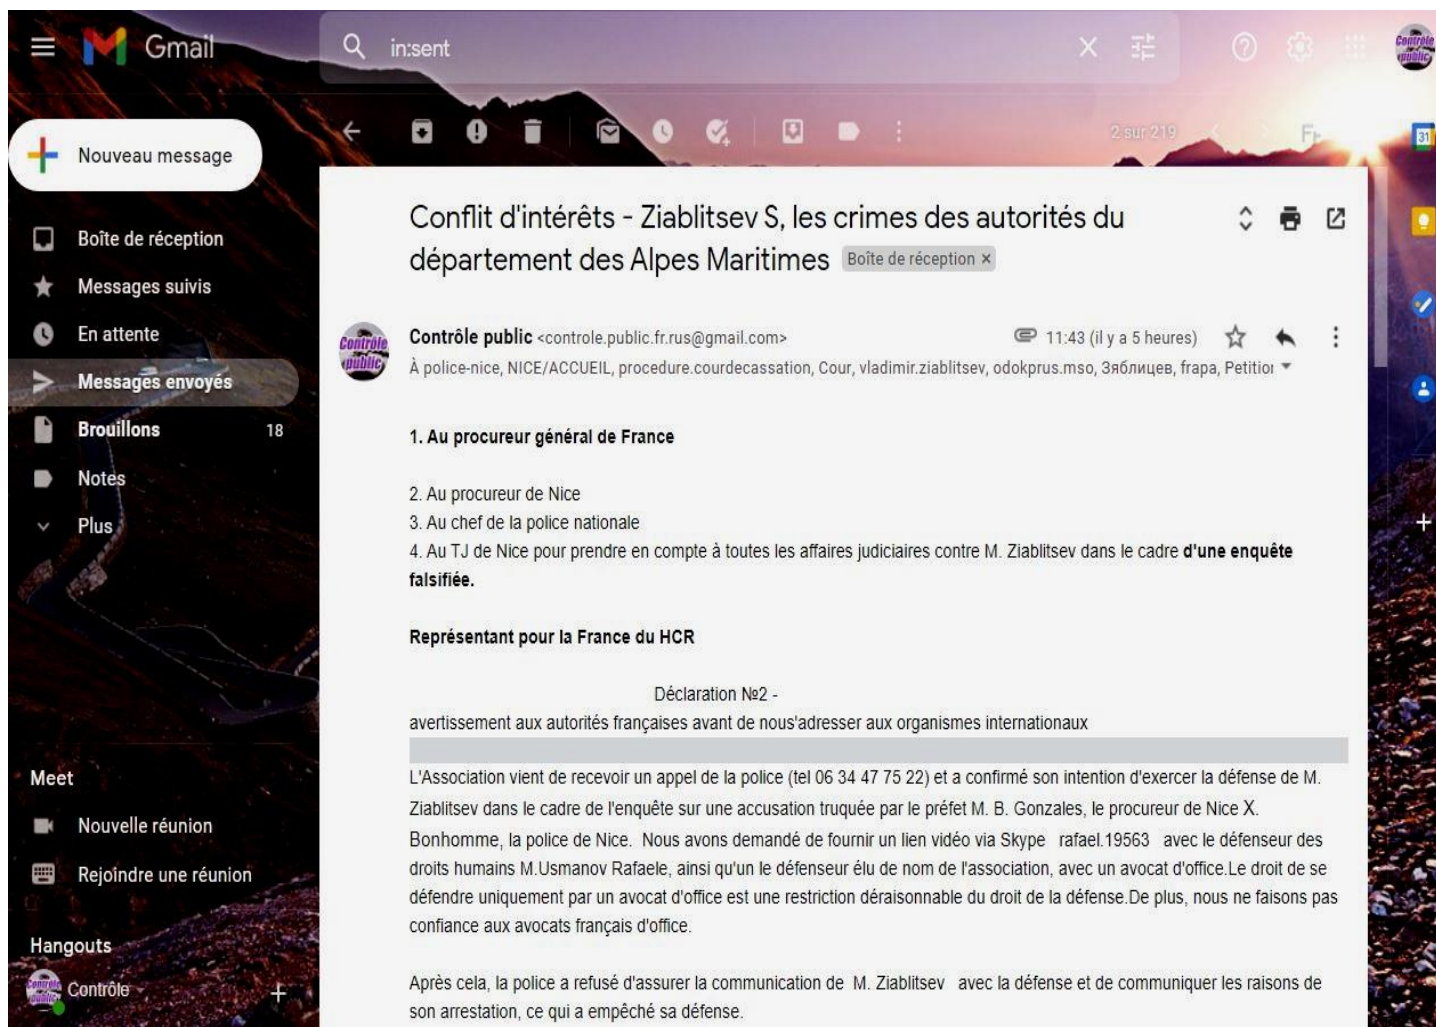 Gmail
in:sent
Contrôle public
Nouveau message
2 sur 219
31
Conflit d'intérêts - Ziablitsev S, les crimes des autorités du
département des Alpes Maritimes Boîte de réception ×
Boîte de réception
Messages suivis
En attente
Messages envoyés
Brouillons 18
Notes
Plus
Contrôle public <controle.public.fr.rus@gmail.com> 11:43 (il y a 5 heures)
Contrôle public
À police-nice, NICE/ACCUEIL, procedure.courdecassation, Cour, vladimir.ziablitsev, odokprus.mso, Зяблицев, frapa, Petition
1. Au procureur général de France
2. Au procureur de Nice
3. Au chef de la police nationale
4. Au TJ de Nice pour prendre en compte à toutes les affaires judiciaires contre M. Ziablitsev dans le cadre d'une enquête
falsifiée.
Représentant pour la France du HCR
Déclaration №2 -
avertissement aux autorités françaises avant de nous'adresser aux organismes internationaux
L'Association vient de recevoir un appel de la police (tel 06 34 47 75 22) et a confirmé son intention d'exercer la défense de M.
Ziablitsev dans le cadre de l'enquête sur une accusation truquée par le préfet M. B. Gonzales, le procureur de Nice X.
Bonhomme, la police de Nice. Nous avons demandé de fournir un lien vidéo via Skype rafael.19563 avec le défenseur des
droits humains M.Usmanov Rafaele, ainsi qu'un le défenseur élu de nom de l'association, avec un avocat d'office.Le droit de se
défendre uniquement par un avocat d'office est une restriction déraisonnable du droit de la défense.De plus, nous ne faisons pas
confiance aux avocats français d'office.
Après cela, la police a refusé d'assurer la communication de M. Ziablitsev avec la défense et de communiquer les raisons de
son arrestation, ce qui a empêché sa défense.
Meet
Nouvelle réunion
Rejoindre une réunion
Hangouts
Contrôle